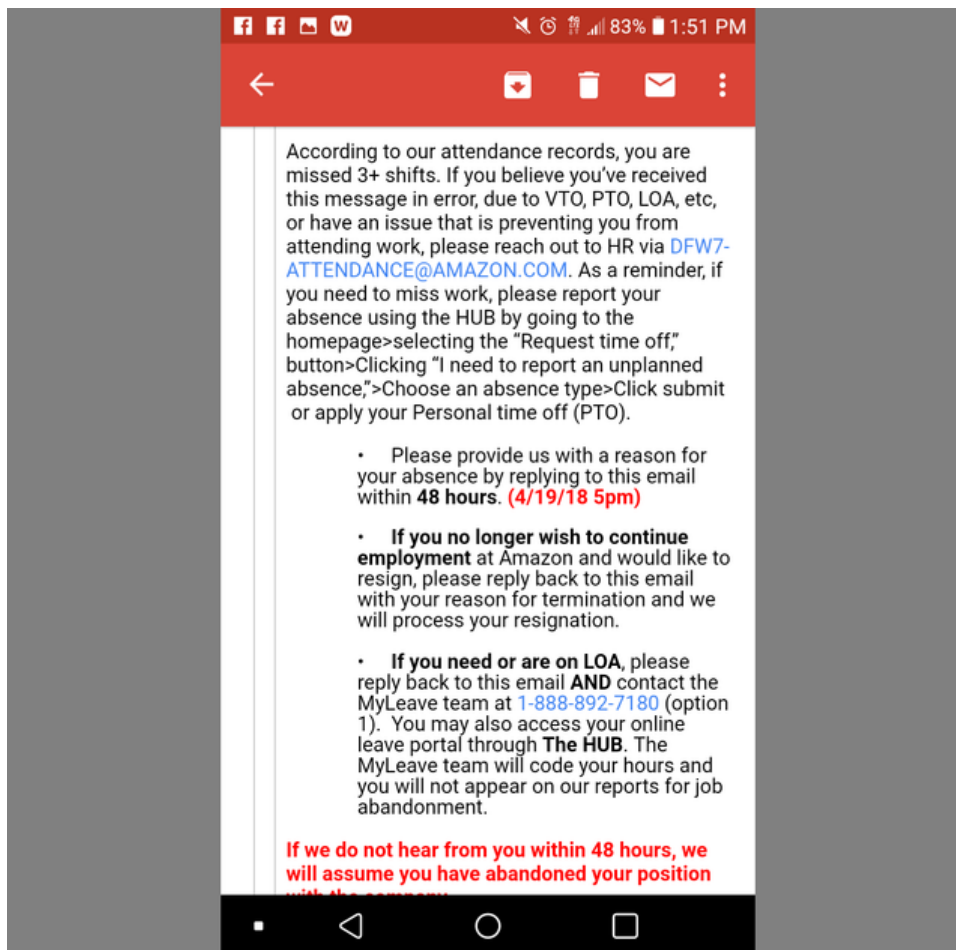 83% 1:51 PM
According to our attendance records, you are
missed 3+ shifts. If you believe you’ve received
this message in error, due to VTO, PTO, LOA, etc,
or have an issue that is preventing you from
attending work, please reach out to HR via DFW7-
ATTENDANCE@AMAZON.COM. As a reminder, if
you need to miss work, please report your
absence using the HUB by going to the
homepage>selecting the “Request time off,”
button>Clicking “I need to report an unplanned
absence,”>Choose an absence type>Click submit
or apply your Personal time off (PTO).
• Please provide us with a reason for
your absence by replying to this email
within 48 hours. (4/19/18 5pm)
• If you no longer wish to continue
employment at Amazon and would like to
resign, please reply back to this email
with your reason for termination and we
will process your resignation.
• If you need or are on LOA, please
reply back to this email AND contact the
MyLeave team at 1-888-892-7180 (option
1). You may also access your online
leave portal through The HUB. The
MyLeave team will code your hours and
you will not appear on our reports for job
abandonment.
If we do not hear from you within 48 hours, we
will assume you have abandoned your position
with the company